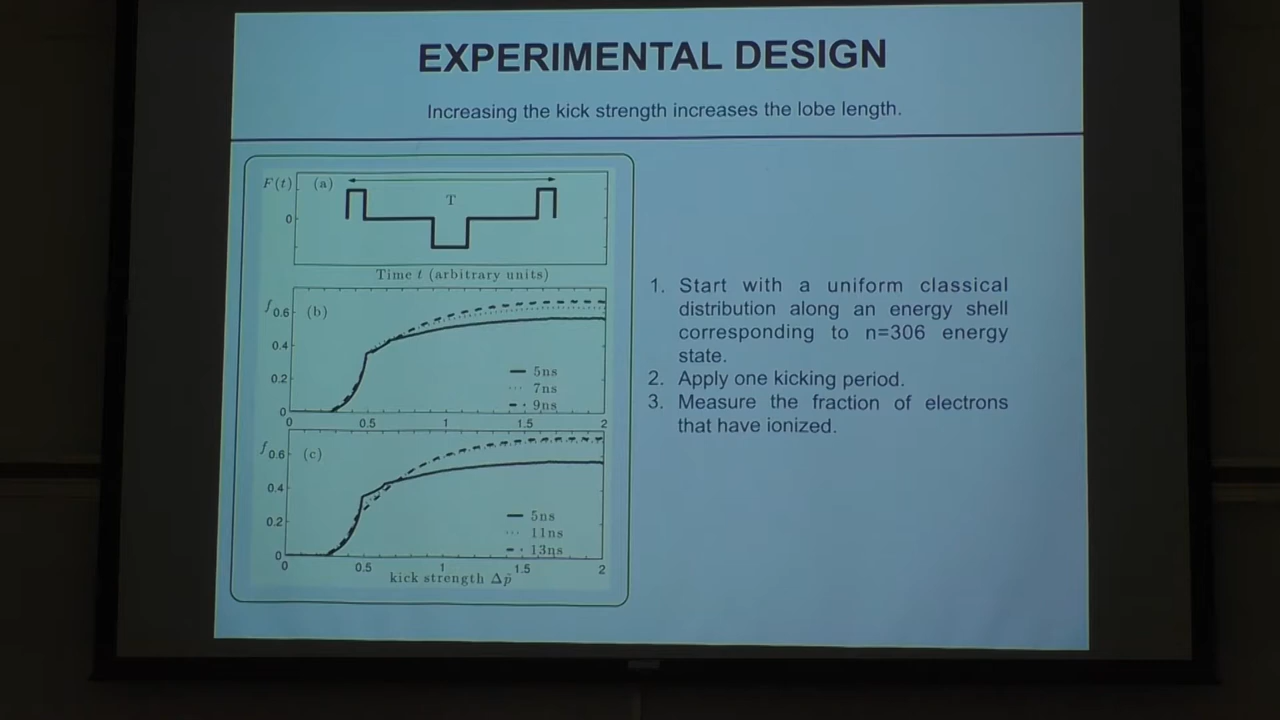 EXPERIMENTAL DESIGN
Increasing the kick strength increases the lobe length.
F(t)
(a)
T
0
Time t (arbitrary units)
f
(b)
0.6
0.4
0.2
0
5ns
7ns
9ns
0 0.5 1 1.5 2
f
(c)
0.6
0.4
0.2
0
5ns
11ns
13ns
0 0.5 1 1.5 2
kick strength Δp̃
1. Start with a uniform classical
distribution along an energy shell
corresponding to n=306 energy
state.
2. Apply one kicking period.
3. Measure the fraction of electrons
that have ionized.